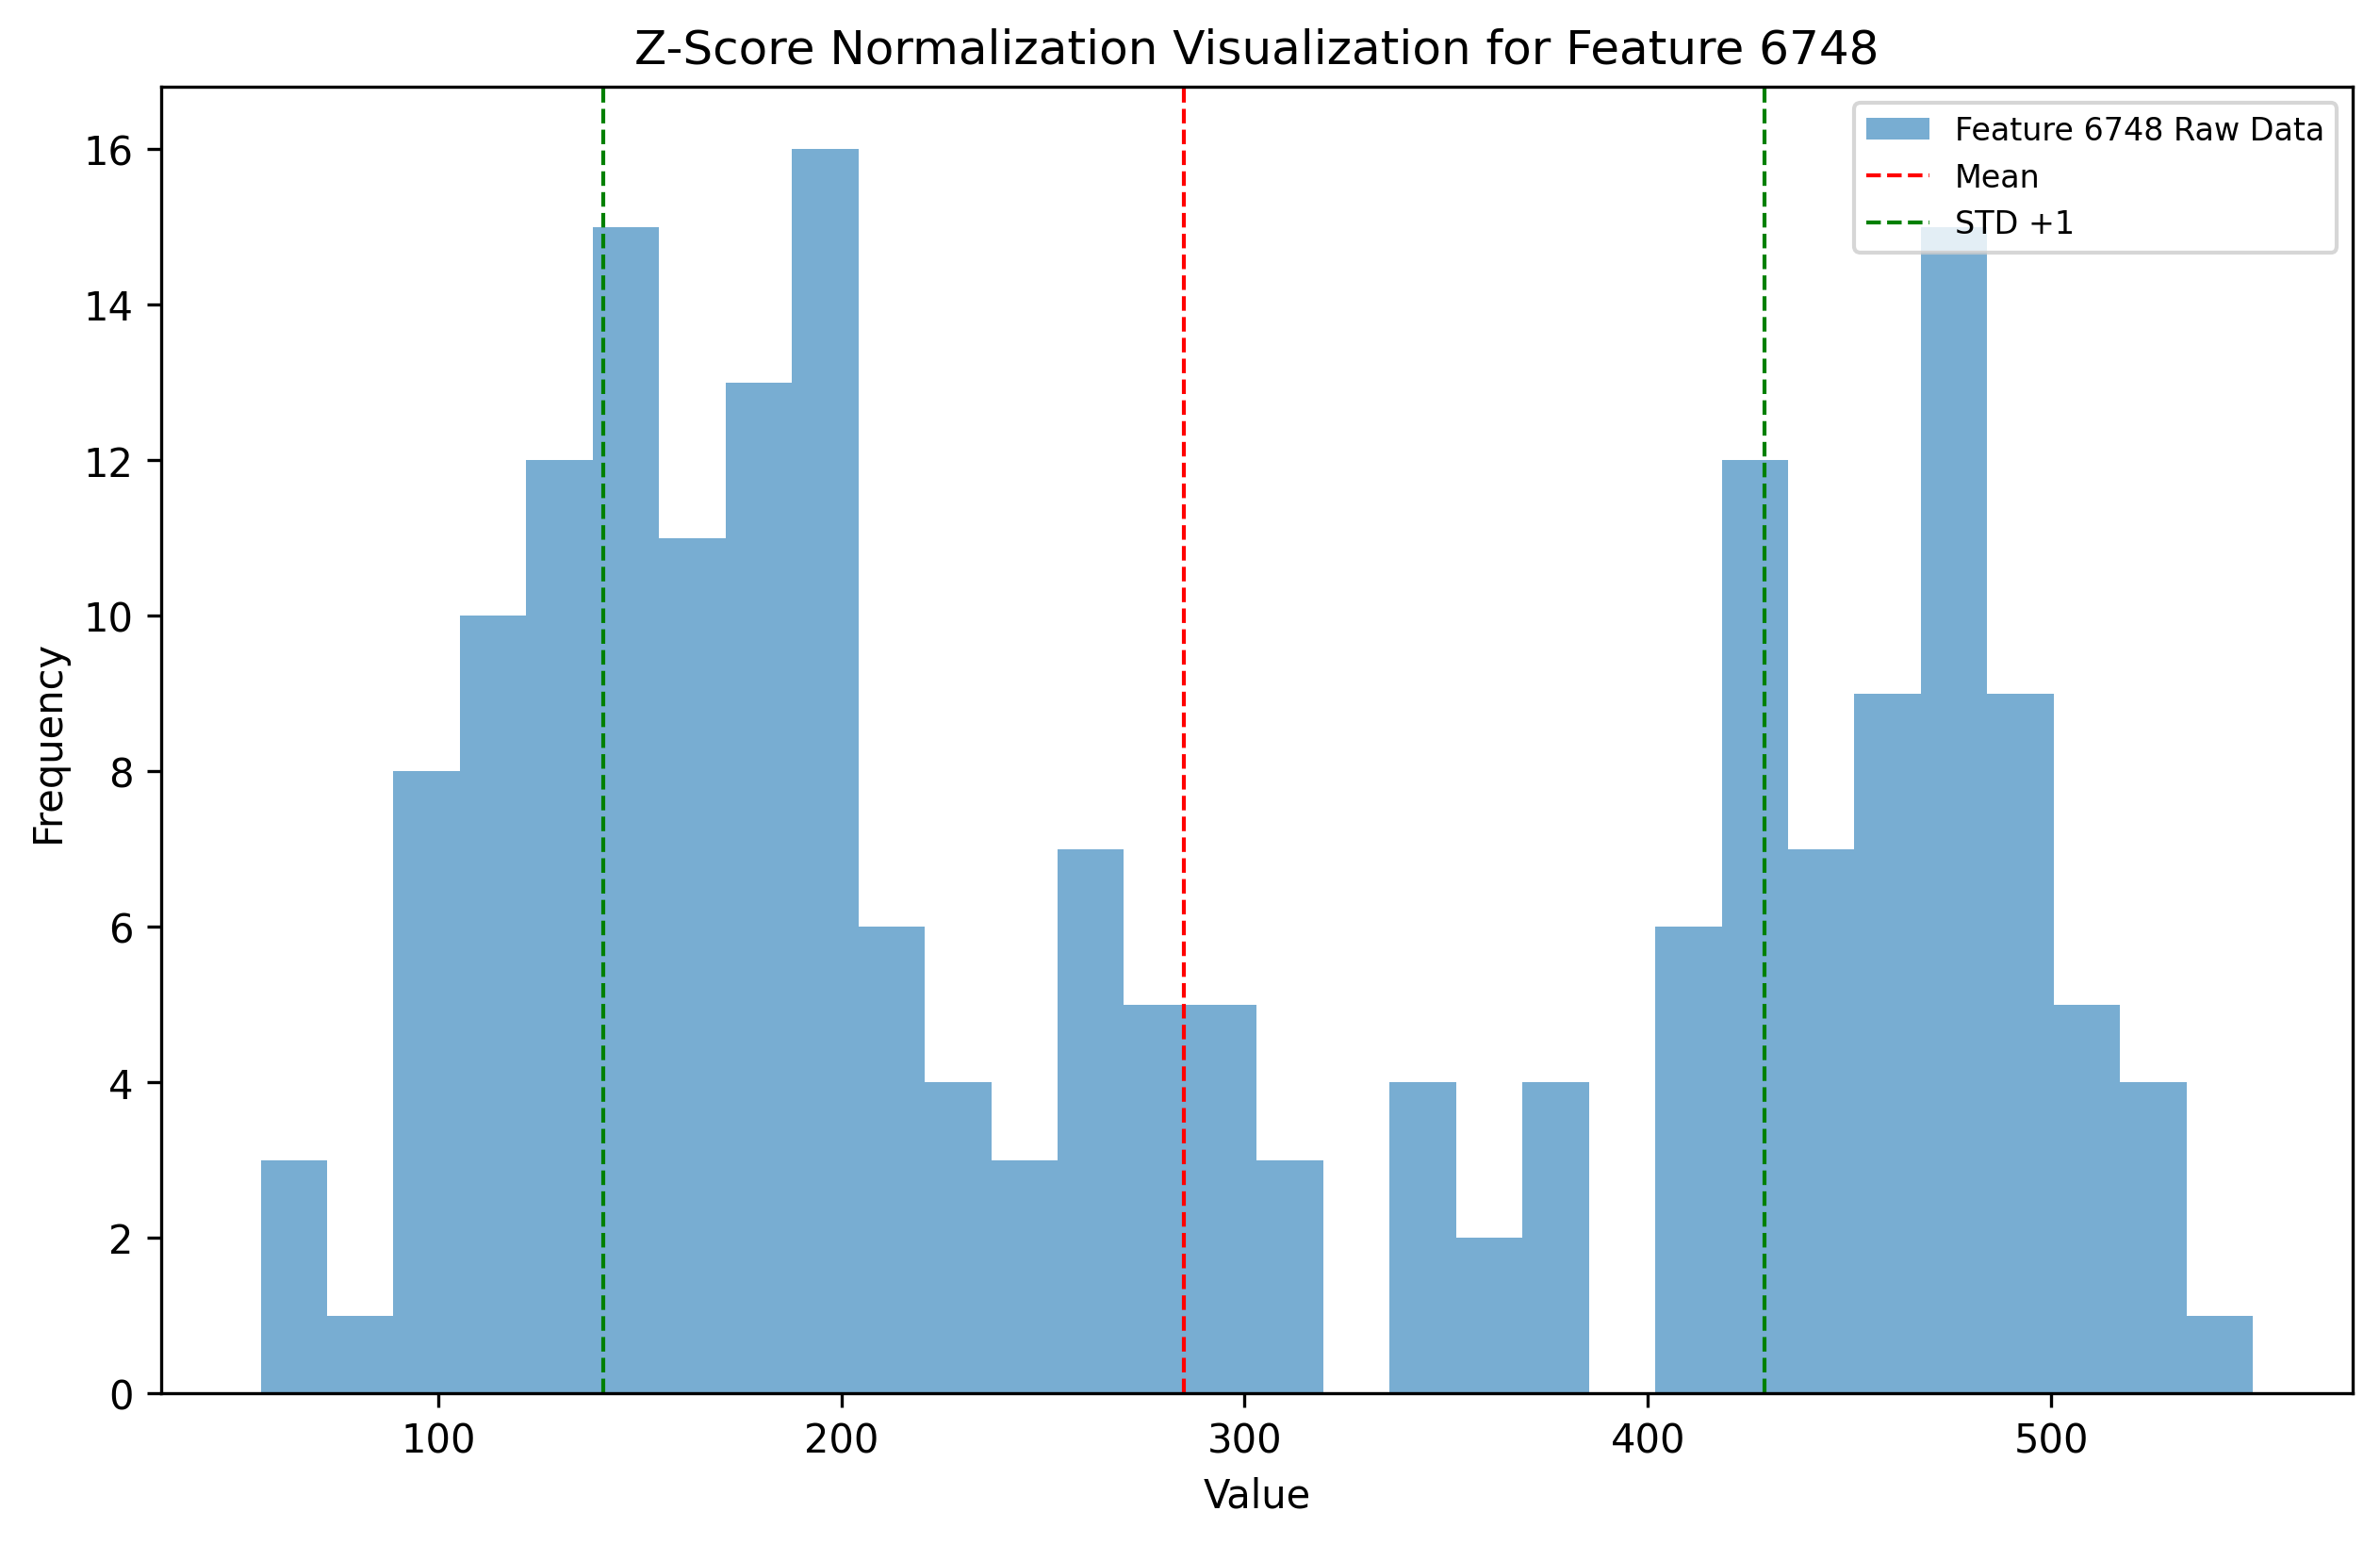 Z-Score Normalization Visualization for Feature 6748
Feature 6748 Raw Data
Mean
STD +1
Frequency
16
14
12
10
8
6
4
2
0
100 200 300 400 500
Value